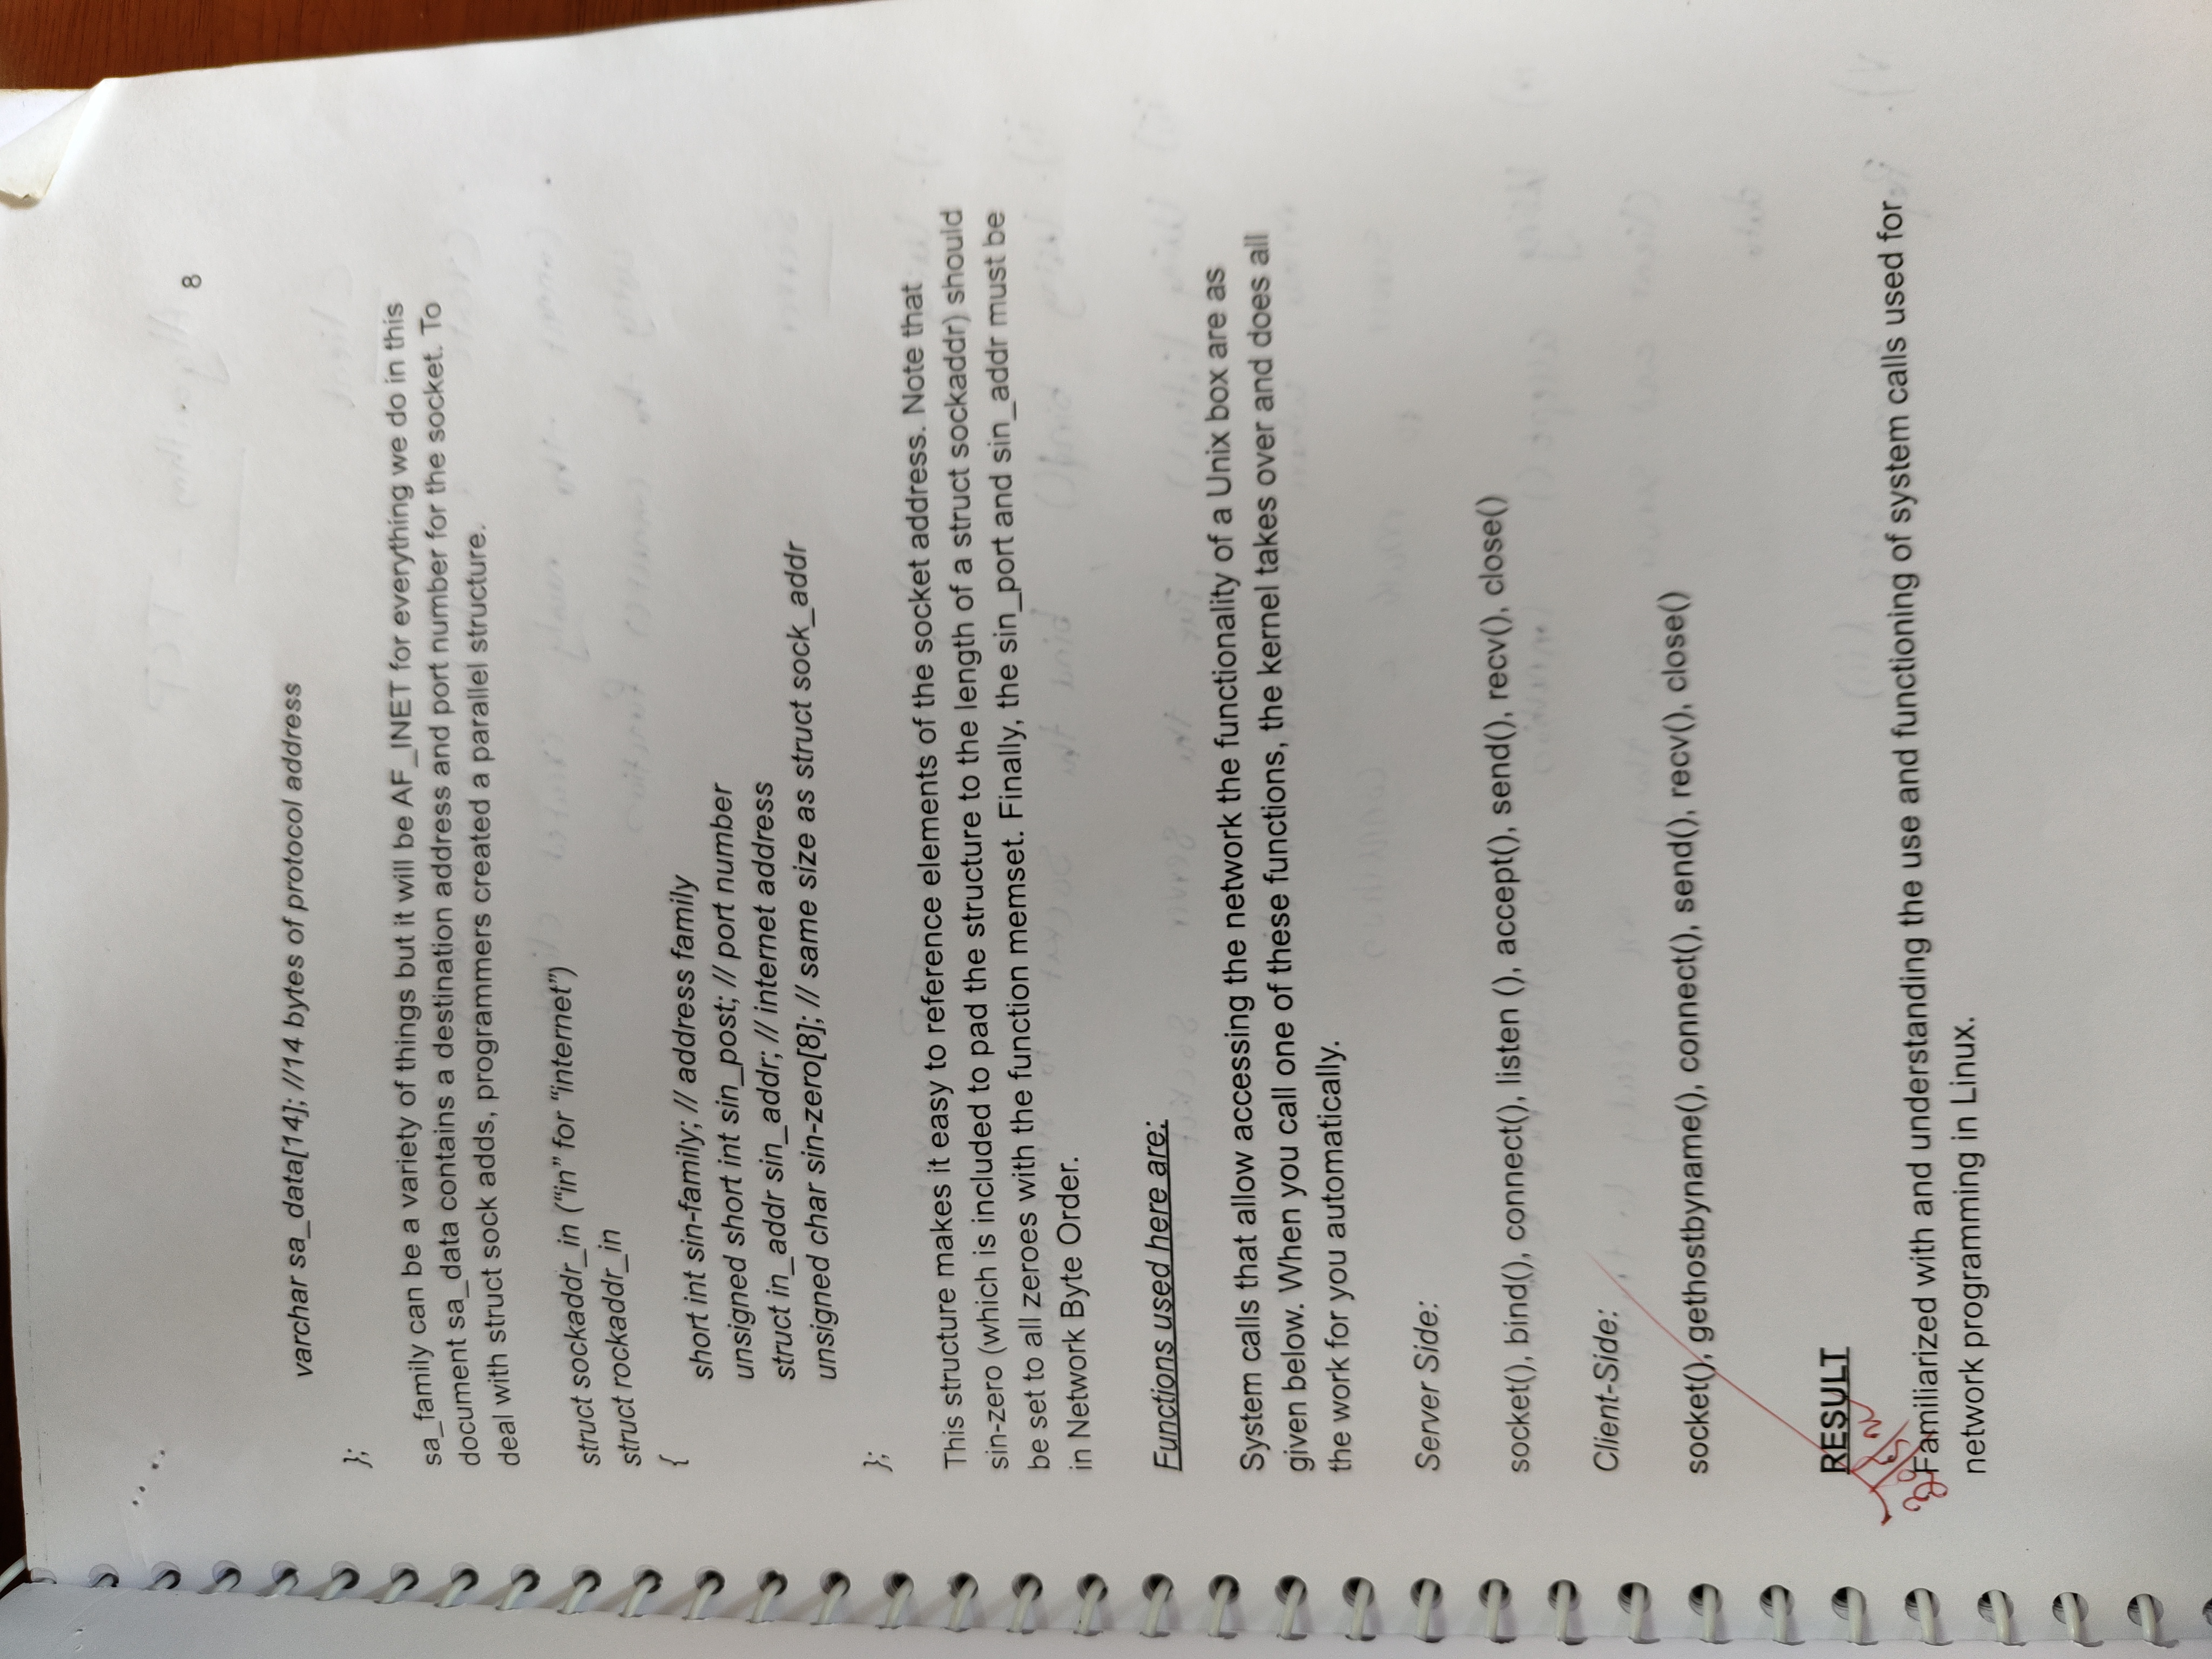 8
varchar sa_data[14]; //14 bytes of protocol address
};
sa_family can be a variety of things but it will be AF_INET for everything we do in this
document sa_data contains a destination address and port number for the socket. To
deal with struct sock adds, programmers created a parallel structure.
struct sockaddr_in (“in” for “internet”)
struct rockaddr_in
{
short int sin-family; // address family
unsigned short int sin_post; // port number
struct in_addr sin_addr; // internet address
unsigned char sin-zero[8]; // same size as struct sock_addr
};
This structure makes it easy to reference elements of the socket address. Note that
sin-zero (which is included to pad the structure to the length of a struct sockaddr) should
be set to all zeroes with the function memset. Finally, the sin_port and sin_addr must be
in Network Byte Order.
Functions used here are:
System calls that allow accessing the network the functionality of a Unix box are as
given below. When you call one of these functions, the kernel takes over and does all
the work for you automatically.
Server Side:
socket(), bind(), connect(), listen (), accept(), send(), recv(), close()
Client-Side:
socket(), gethostbyname(), connect(), send(), recv(), close()
RESULT
Familiarized with and understanding the use and functioning of system calls used for
network programming in Linux.